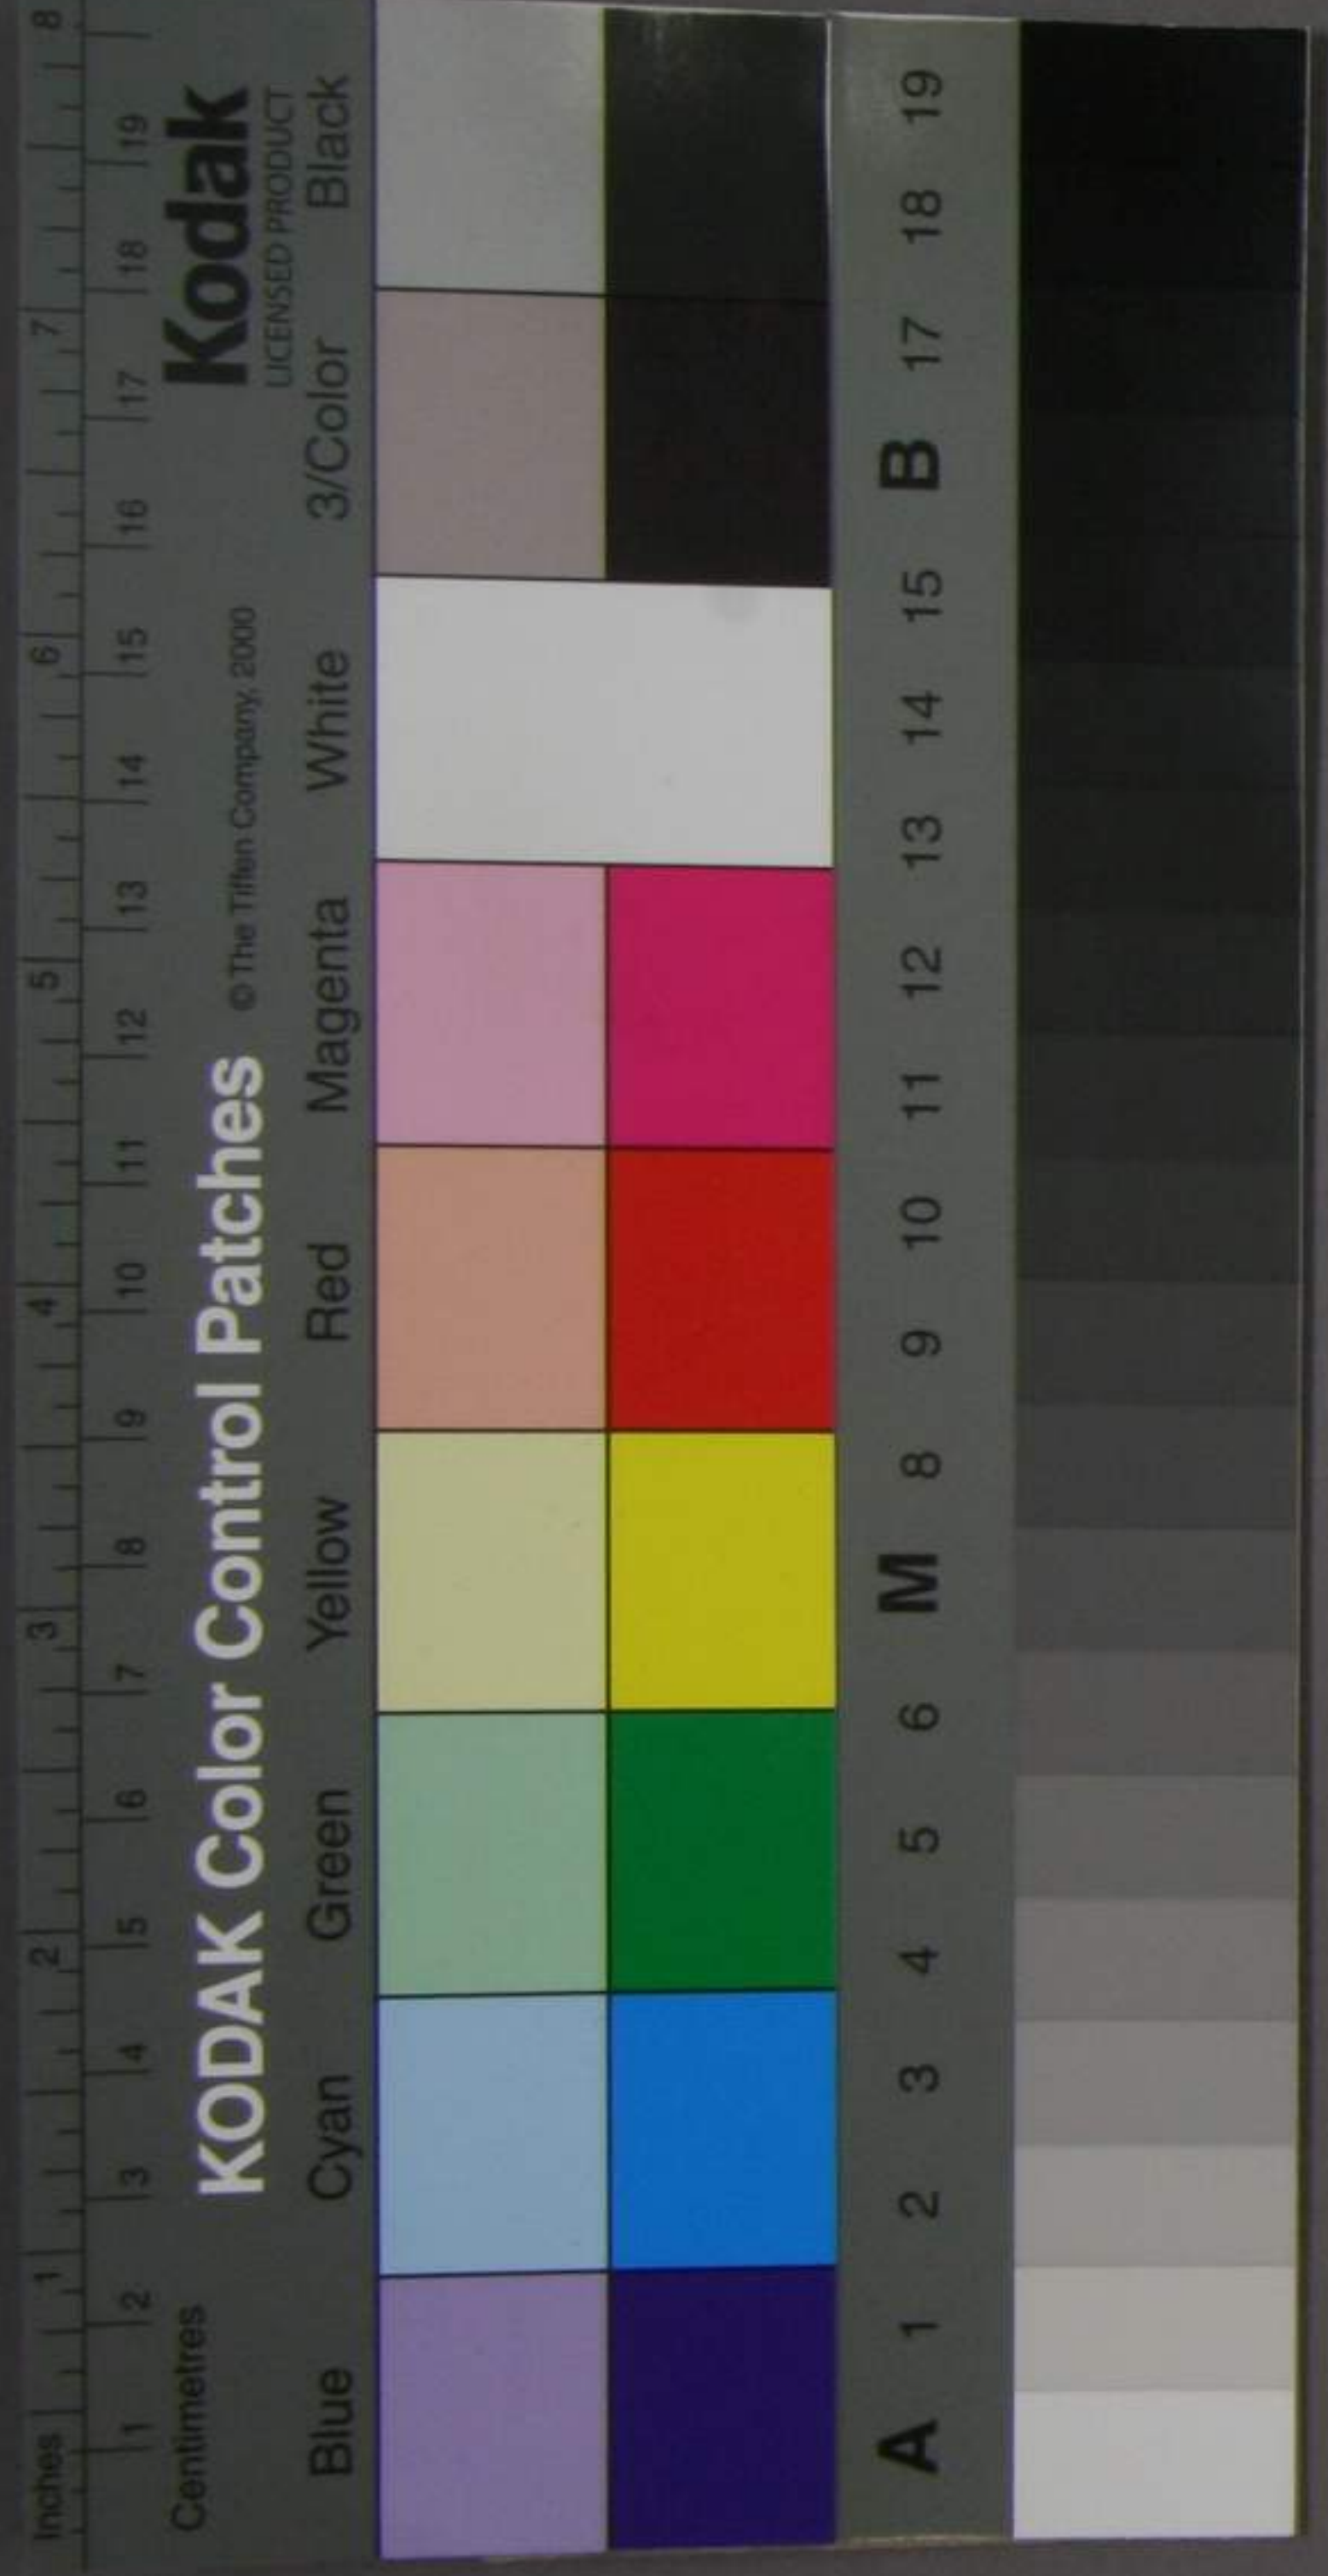 Inches 1 2 3 4 5 6 7 8
1 2 3 4 5 6 7 8 9 10 11 12 13 14 15 16 17 18 19
Centimetres
KODAK Color Control Patches © The Tiffen Company, 2000 Kodak
LICENSED PRODUCT
Blue Cyan Green Yellow Red Magenta White 3/Color Black
A 1 2 3 4 5 6 M 8 9 10 11 12 13 14 15 B 17 18 19